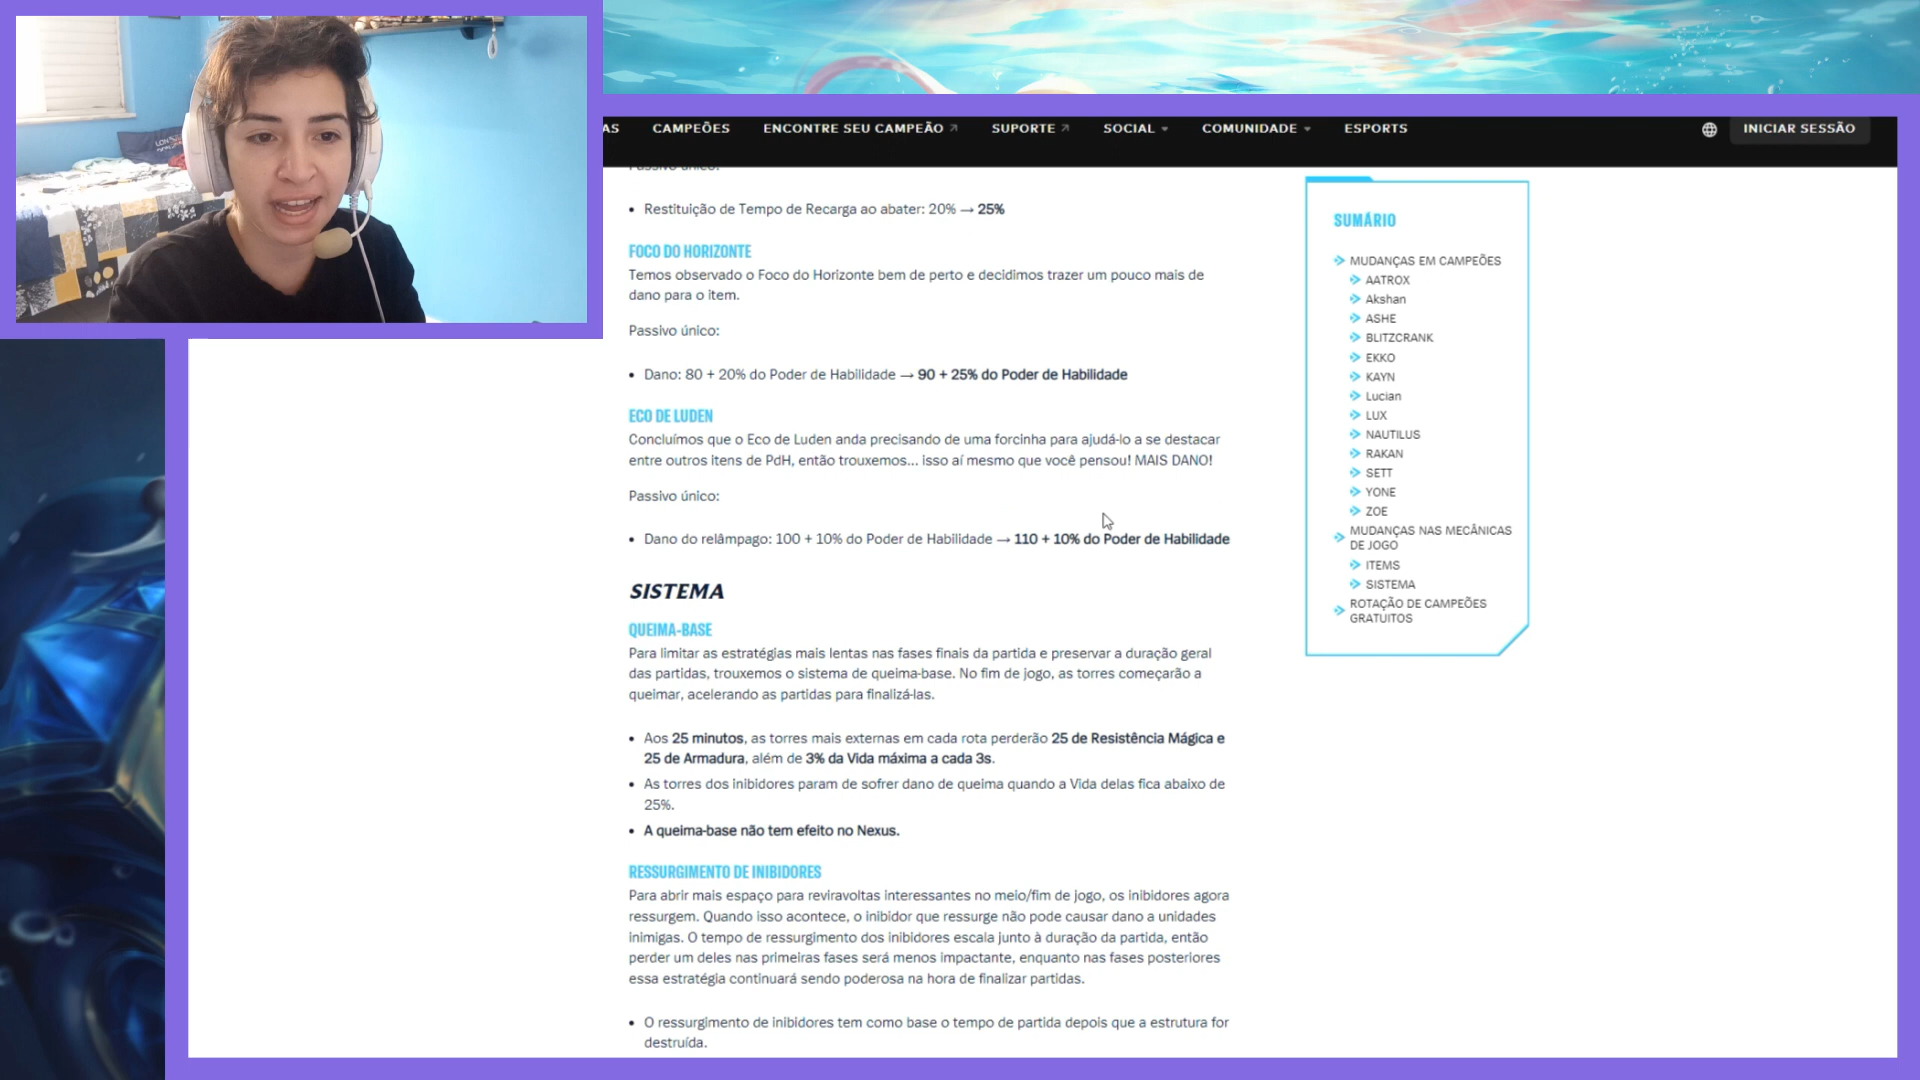 AS CAMPEÕES ENCONTRE SEU CAMPEÃO SUPORTE SOCIAL COMUNIDADE ESPORTS INICIAR SESSÃO
Passivo único:
• Restituição de Tempo de Recarga ao abater: 20% → 25%
FOCO DO HORIZONTE
Temos observado o Foco do Horizonte bem de perto e decidimos trazer um pouco mais de
dano para o item.
Passivo único:
• Dano: 80 + 20% do Poder de Habilidade → 90 + 25% do Poder de Habilidade
ECO DE LUDEN
Concluímos que o Eco de Luden anda precisando de uma forcinha para ajudá-lo a se destacar
entre outros itens de PdH, então trouxemos... isso aí mesmo que você pensou! MAIS DANO!
Passivo único:
• Dano do relâmpago: 100 + 10% do Poder de Habilidade → 110 + 10% do Poder de Habilidade
SISTEMA
QUEIMA-BASE
Para limitar as estratégias mais lentas nas fases finais da partida e preservar a duração geral
das partidas, trouxemos o sistema de queima-base. No fim de jogo, as torres começarão a
queimar, acelerando as partidas para finalizá-las.
• Aos 25 minutos, as torres mais externas em cada rota perderão 25 de Resistência Mágica e
25 de Armadura, além de 3% da Vida máxima a cada 3s.
• As torres dos inibidores param de sofrer dano de queima quando a Vida delas fica abaixo de
25%.
• A queima-base não tem efeito no Nexus.
RESSURGIMENTO DE INIBIDORES
Para abrir mais espaço para reviravoltas interessantes no meio/fim de jogo, os inibidores agora
ressurgem. Quando isso acontece, o inibidor que ressurge não pode causar dano a unidades
inimigas. O tempo de ressurgimento dos inibidores escala junto à duração da partida, então
perder um deles nas primeiras fases será menos impactante, enquanto nas fases posteriores
essa estratégia continuará sendo poderosa na hora de finalizar partidas.
• O ressurgimento de inibidores tem como base o tempo de partida depois que a estrutura for
destruída.
SUMÁRIO
MUDANÇAS EM CAMPEÕES
AATROX
Akshan
ASHE
BLITZCRANK
EKKO
KAYN
Lucian
LUX
NAUTILUS
RAKAN
SETT
YONE
ZOE
MUDANÇAS NAS MECÂNICAS
DE JOGO
ITEMS
SISTEMA
ROTAÇÃO DE CAMPEÕES
GRATUITOS